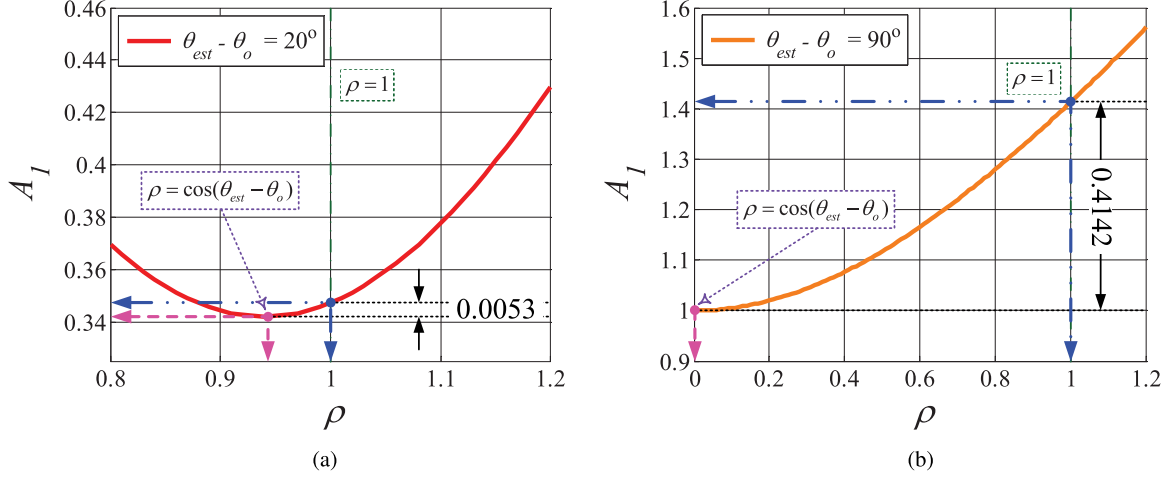 0.46
0.44
0.42
0.4
0.38
0.36
0.34
A₁
θest - θo = 20°
ρ = 1
ρ = cos(θest − θo)
0.0053
0.8
0.9
1
1.1
1.2
ρ
(a)
1.6
1.5
1.4
1.3
1.2
1.1
1
0.9
A₁
θest - θo = 90°
ρ = 1
ρ = cos(θest − θo)
0.4142
0
0.2
0.4
0.6
0.8
1
1.2
ρ
(b)